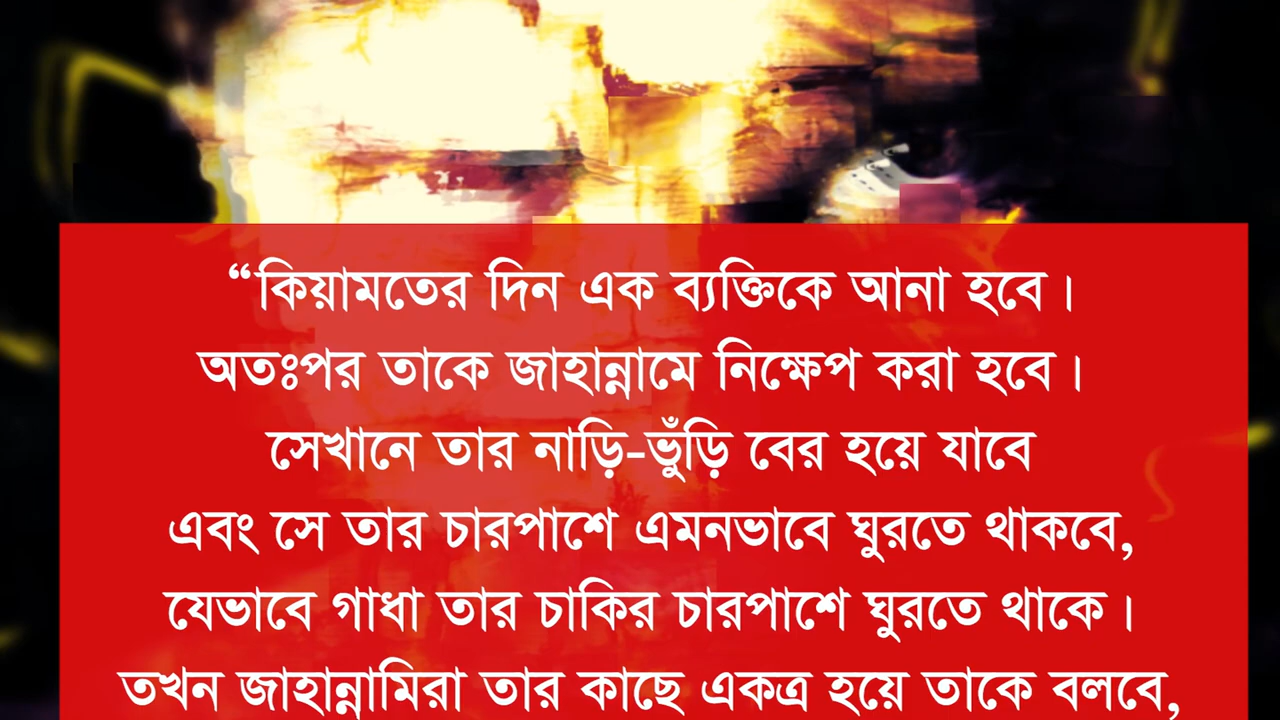 “কিয়ামতের দিন এক ব্যক্তিকে আনা হবে।
অতঃপর তাকে জাহান্নামে নিক্ষেপ করা হবে।
সেখানে তার নাড়ি-ভুঁড়ি বের হয়ে যাবে
এবং সে তার চারপাশে এমনভাবে ঘুরতে থাকবে,
যেভাবে গাধা তার চাকির চারপাশে ঘুরতে থাকে।
তখন জাহান্নামিরা তার কাছে একত্র হয়ে তাকে বলবে,